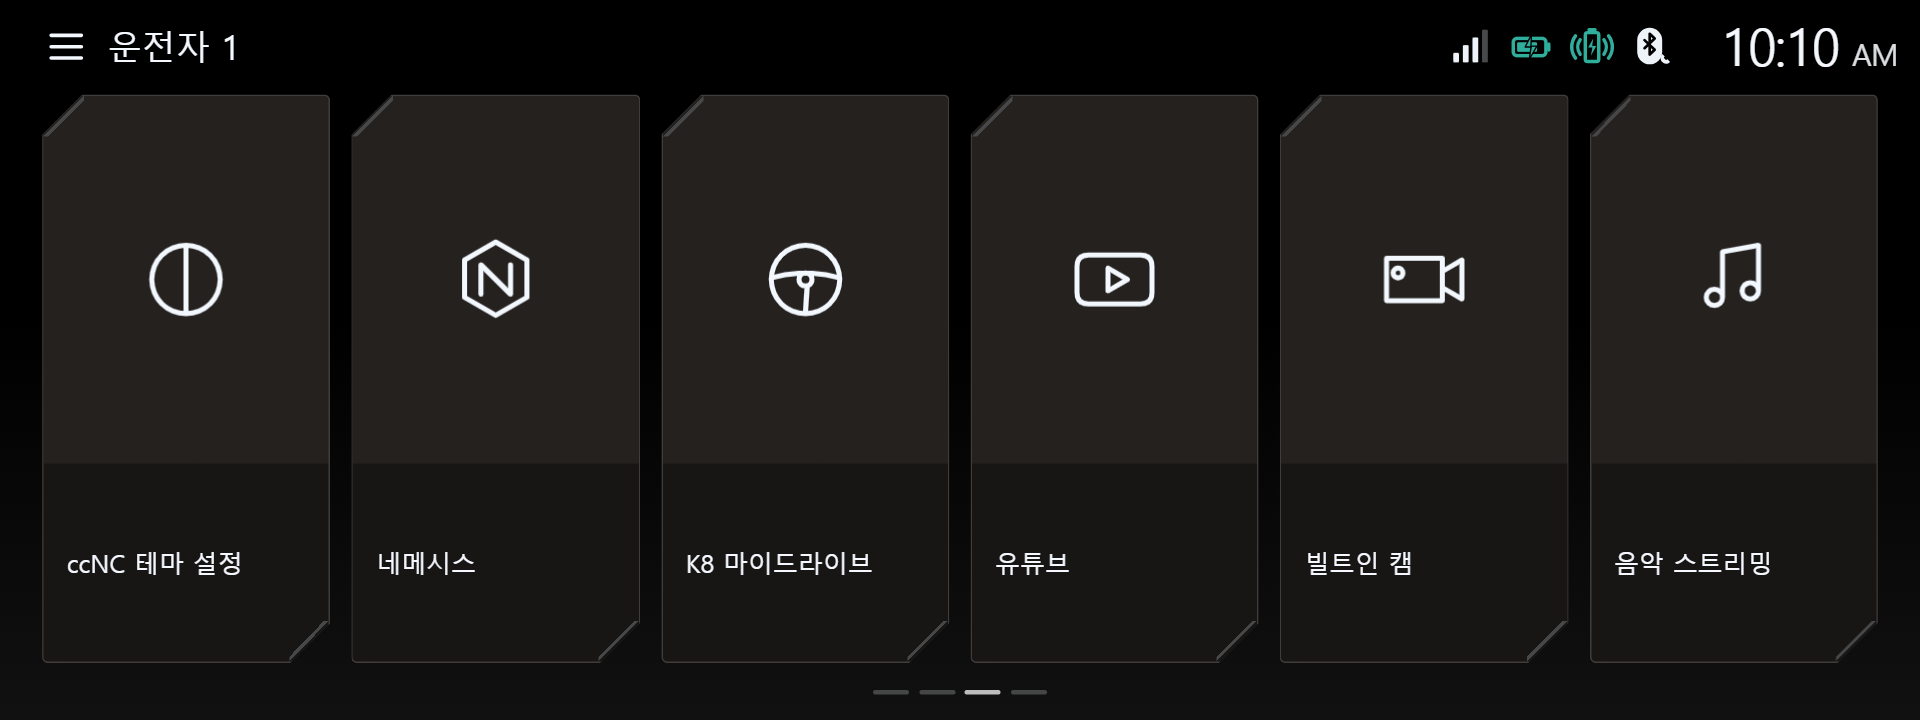 운전자 1
10:10 AM
N
ccNC 테마 설정
네메시스
K8 마이드라이브
유튜브
빌트인 캠
음악 스트리밍